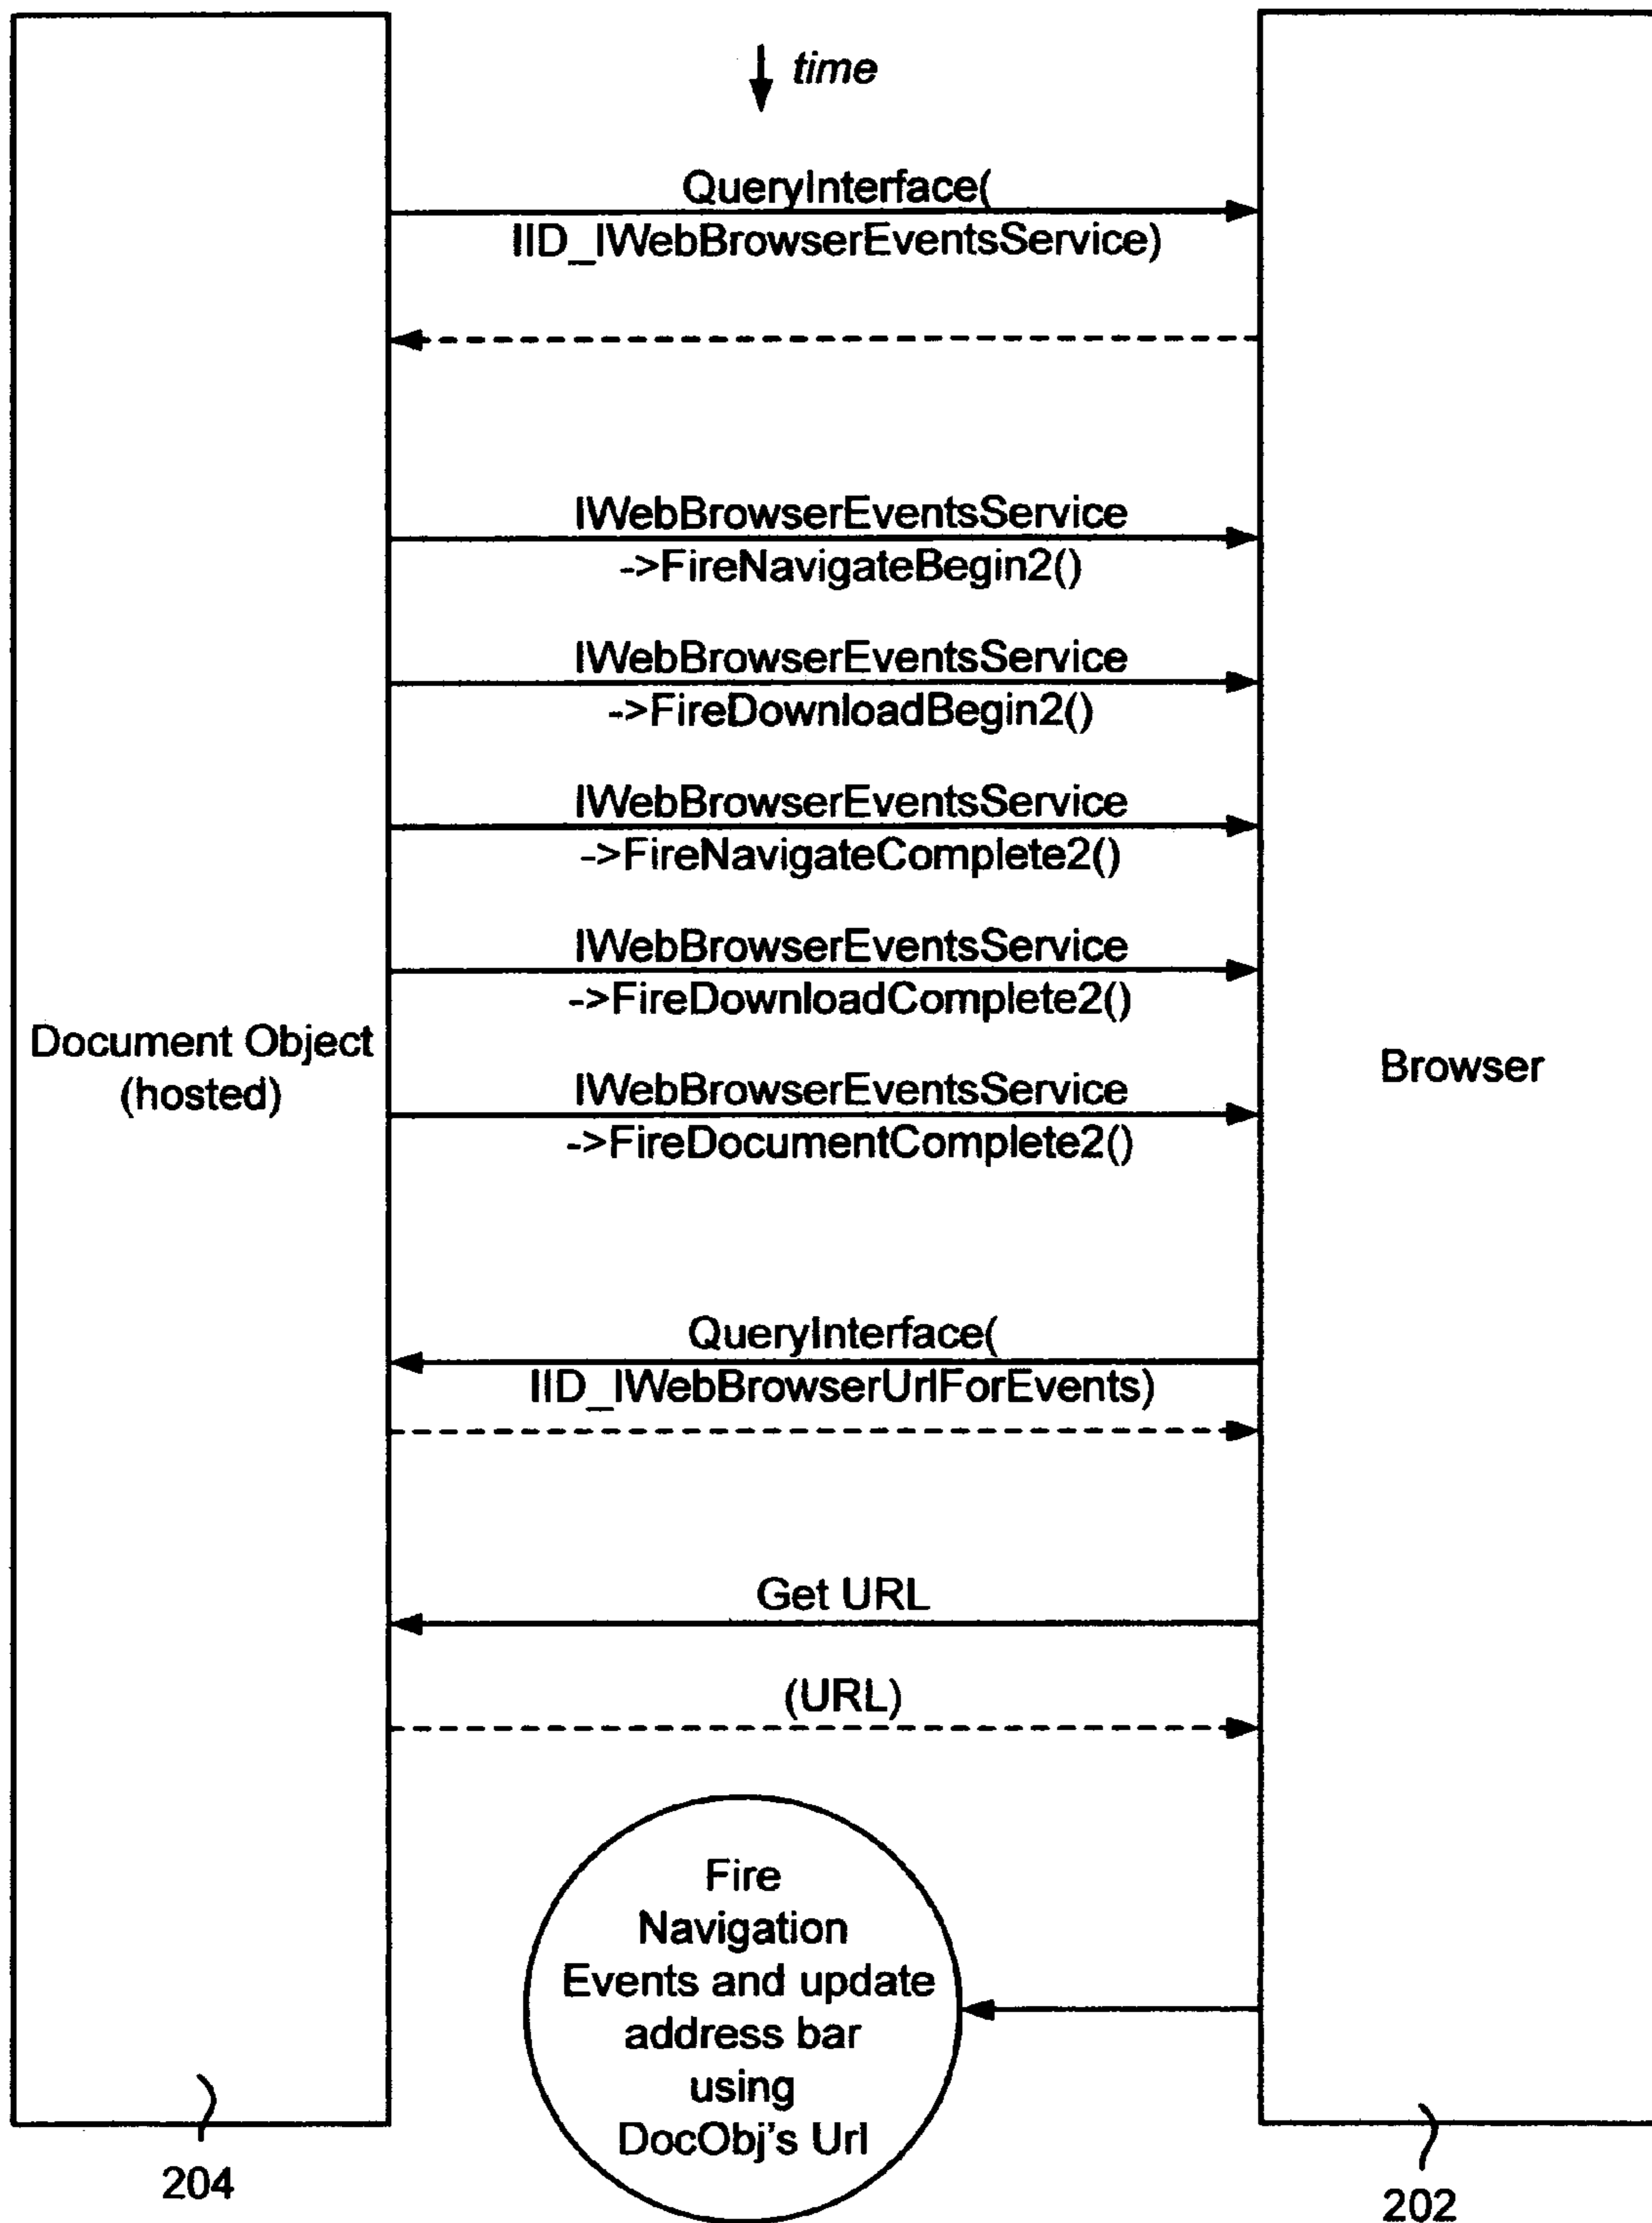 time
QueryInterface(
IID_IWebBrowserEventsService)
IWebBrowserEventsService
->FireNavigateBegin2()
IWebBrowserEventsService
->FireDownloadBegin2()
IWebBrowserEventsService
->FireNavigateComplete2()
IWebBrowserEventsService
->FireDownloadComplete2()
Document Object
(hosted)
Browser
IWebBrowserEventsService
->FireDocumentComplete2()
QueryInterface(
IID_IWebBrowserUrlForEvents)
Get URL
(URL)
Fire
Navigation
Events and update
address bar
using
DocObj's Url
204
202